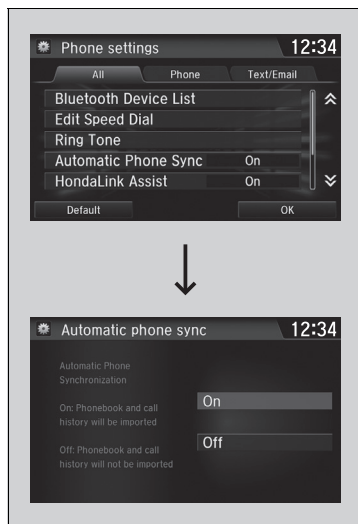 Phone settings 12:34
All Phone Text/Email
Bluetooth Device List
Edit Speed Dial
Ring Tone
Automatic Phone Sync On
HondaLink Assist On
Default OK
Automatic phone sync 12:34
Automatic Phone
Synchronization
On: Phonebook and call
history will be imported
On
Off: Phonebook and call
history will not be imported
Off